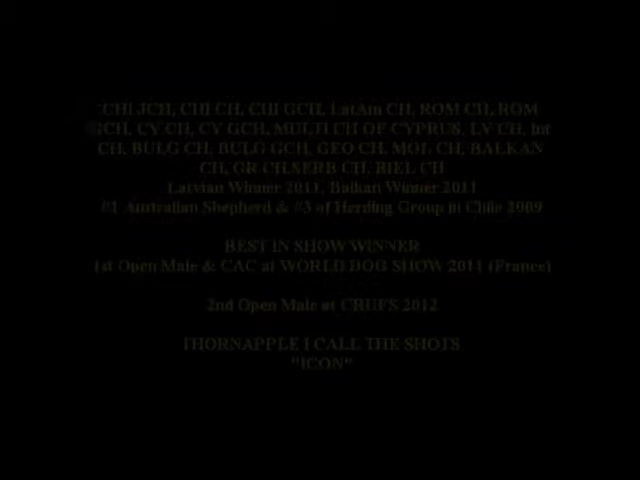 CHI JCH, CHI CH, CHI GCH, LatAm CH, ROM CH, ROM
GCH, CY CH, CY GCH, MULTI CH OF CYPRUS, LV CH, Int
CH, BULG CH, BULG GCH, GEO CH, MOL CH, BALKAN
CH, GR CH, SERB CH, BIEL CH
Latvian Winner 2011, Balkan Winner 2011
#1 Australian Shepherd & #3 of Herding Group in Chile 2009
BEST IN SHOW WINNER
1st Open Male & CAC at WORLD DOG SHOW 2011 (France)
2nd Open Male at CRUFS 2012
THORNAPPLE I CALL THE SHOTS
"ICON"